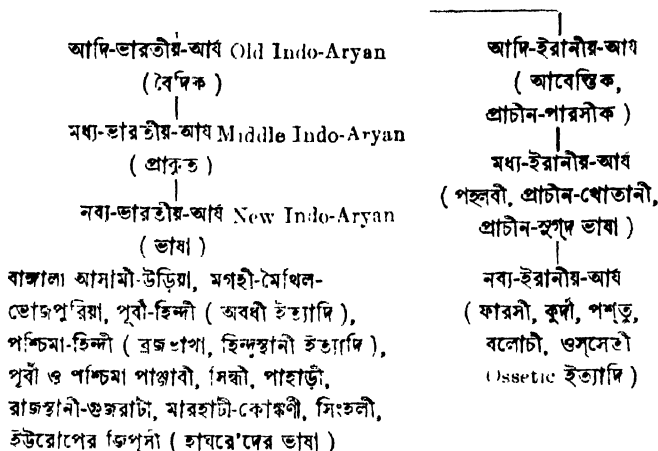 আদি-ভারতীয়-আর্য Old Indo-Aryan
( বৈদিক )
মধ্য-ভারতীয়-আর্য Middle Indo-Aryan
( প্রাকৃত )
নব্য-ভারতীয়-আর্য New Indo-Aryan
( ভাষা )
বাঙ্গালা আসামী-উড়িয়া, মগহী-মৈথিল-
ভোজপুরিয়া, পূর্বী-হিন্দী ( অবধী ইত্যাদি ),
পশ্চিমা-হিন্দী ( ব্রজভাখা, হিন্দুস্থানী ইত্যাদি ),
পূর্বী ও পশ্চিমা পাঞ্জাবী, সিন্ধী, পাহাড়ী,
রাজস্থানী-গুজরাটী, মারহাটী-কোঙ্কণী, সিংহলী,
ইউরোপের জিপ্‌সী ( হাঘরে'দের ভাষা )
আদি-ইরানীয়-আর্য
( আবেস্তিক,
প্রাচীন-পারসীক )
মধ্য-ইরানীয়-আর্য
( পহ্লবী, প্রাচীন-খোতানী,
প্রাচীন-সুগ্‌দ ভাষা )
নব্য-ইরানীয়-আর্য
( ফারসী, কুর্দী, পশ্‌তু,
বলোচী, ওস্‌সেতী
Ossetic ইত্যাদি )